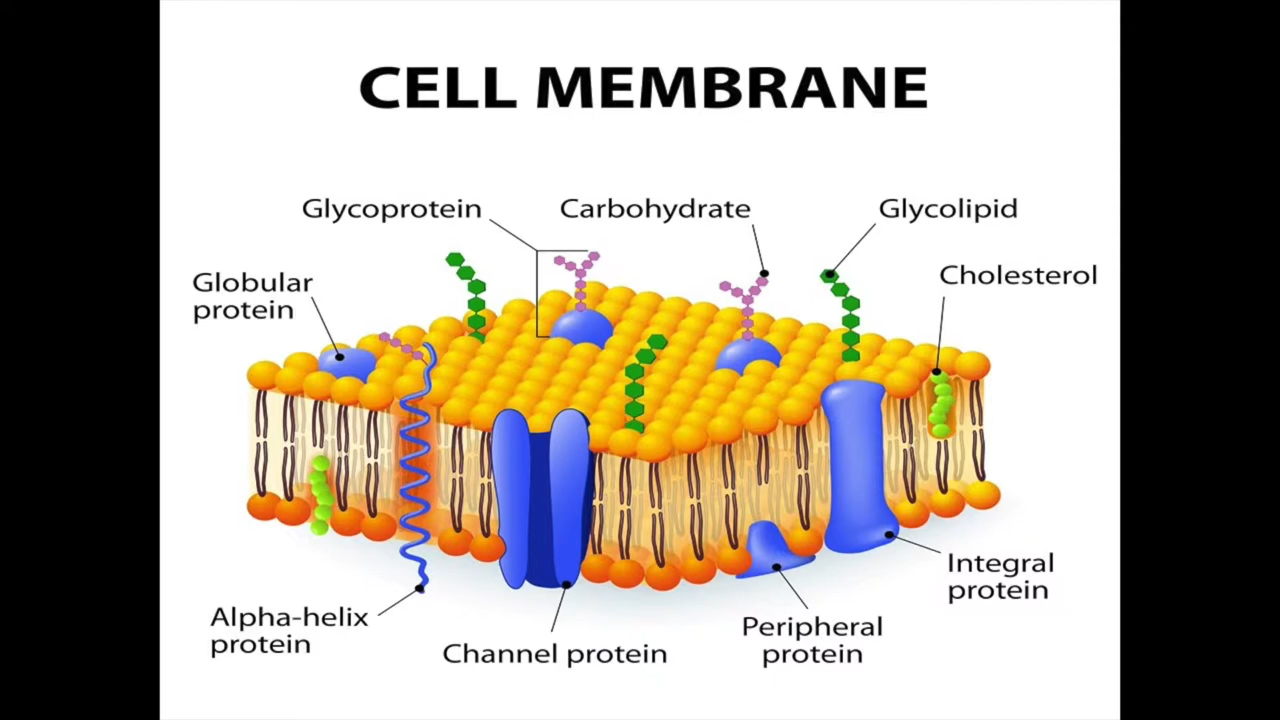 CELL MEMBRANE
Glycoprotein
Carbohydrate
Glycolipid
Globular
protein
Cholesterol
Alpha-helix
protein
Channel protein
Peripheral
protein
Integral
protein